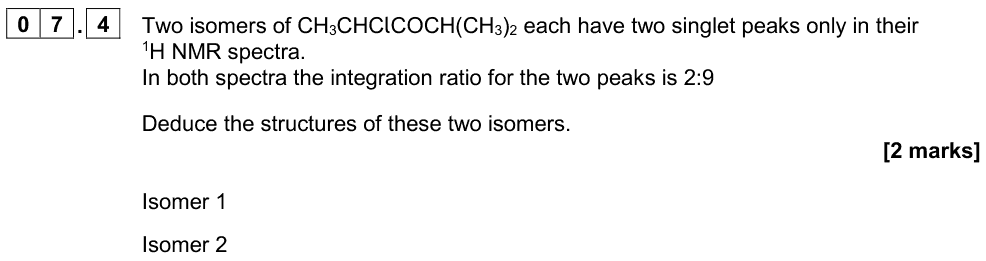 0 7 . 4 Two isomers of CH₃CHClCOCH(CH₃)₂ each have two singlet peaks only in their
¹H NMR spectra.
In both spectra the integration ratio for the two peaks is 2:9
Deduce the structures of these two isomers.
[2 marks]
Isomer 1
Isomer 2